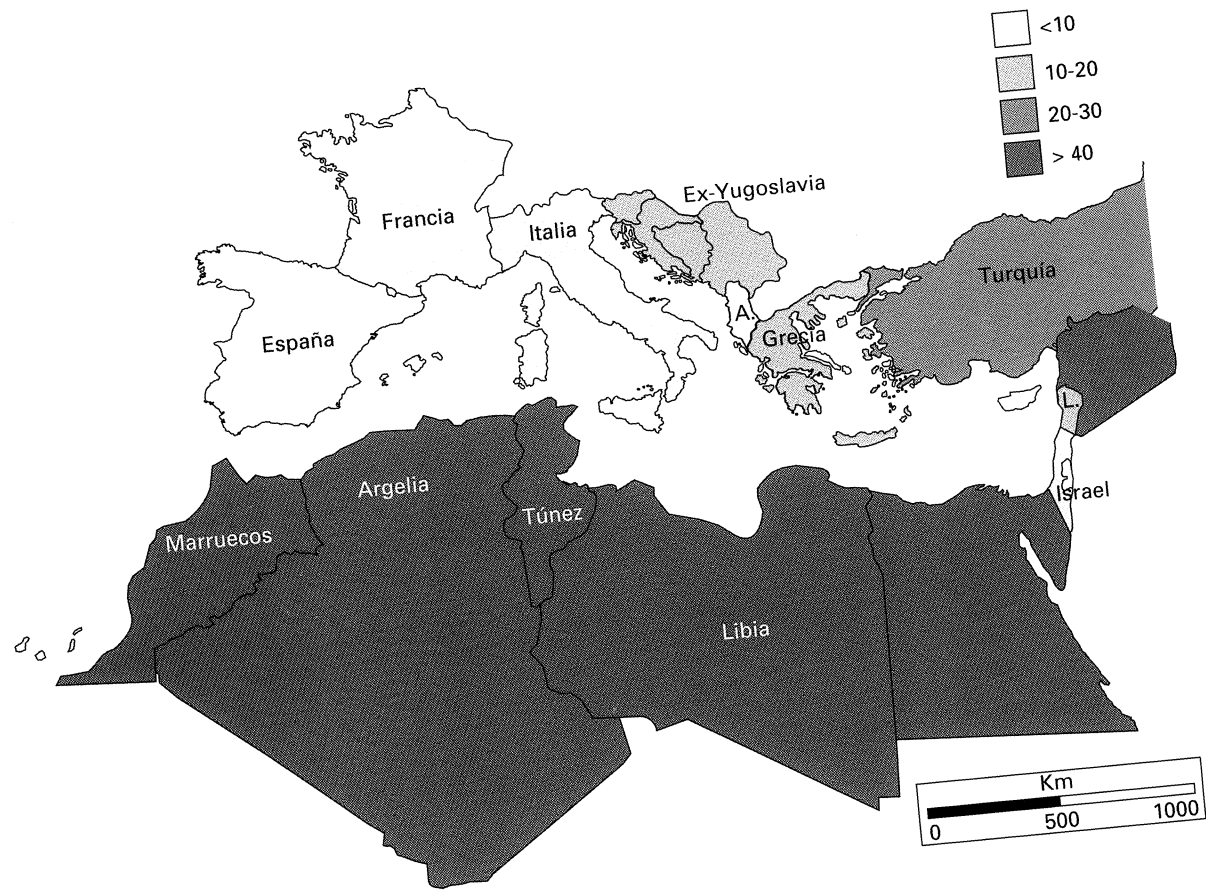 <10
10-20
20-30
> 40
Ex-Yugoslavia
Francia
Italia
Turquía
A.
Grecia
España
L.
Argelia
Israel
Túnez
Marruecos
Libia
Km
0 500 1000